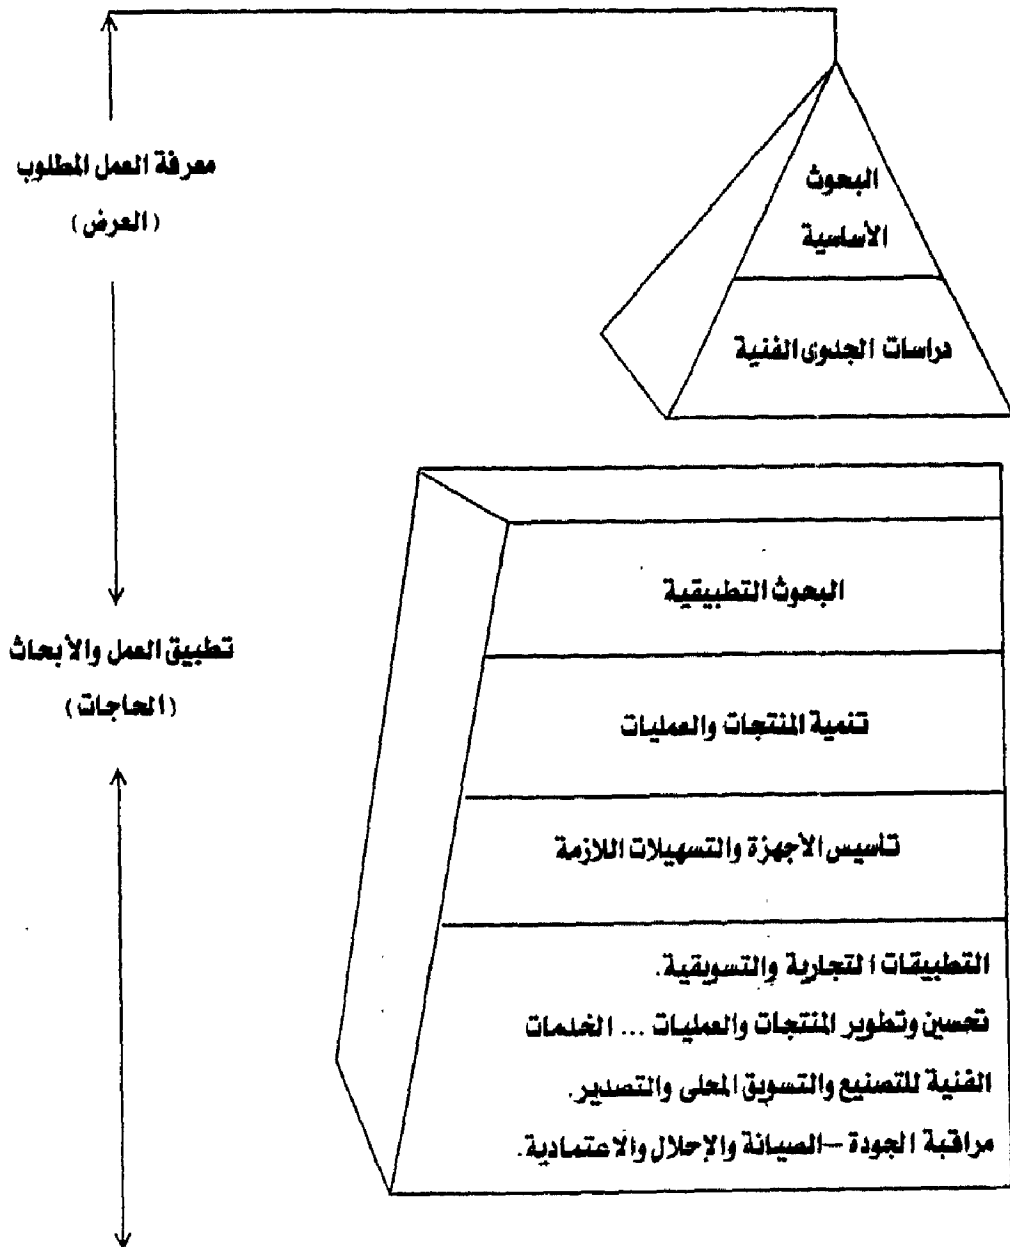 البحوث
الأساسية
دراسات الجدوى الفنية
معرفة العمل المطلوب
(العرض)
البحوث التطبيقية
تطبيق العمل والأبحاث
(الحاجات)
تنمية المنتجات والعمليات
تأسيس الأجهزة والتسهيلات اللازمة
التطبيقات التجارية والتسويقية.
تحسين وتطوير المنتجات والعمليات ... الخدمات
الفنية للتصنيع والتسويق المحلى والتصدير.
مراقبة الجودة – الصيانة والإحلال والاعتمادية.